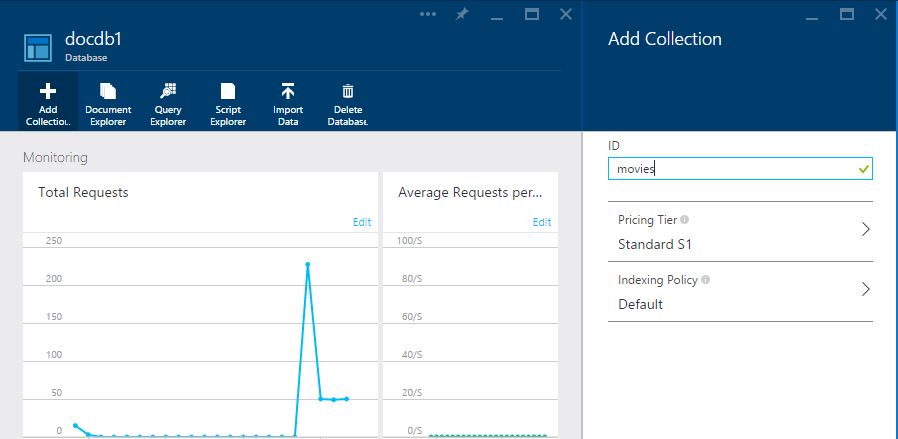 docdb1
Database
Add Collection
Add
Collectio..
Document
Explorer
Query
Explorer
Script
Explorer
Import
Data
Delete
Database.
Monitoring
Total Requests
Edit
250
200
150
100
50
0
Average Requests per...
Edit
100/S
80/S
60/S
40/S
20/S
0/S
ID
movies
Pricing Tier
Standard S1
Indexing Policy
Default